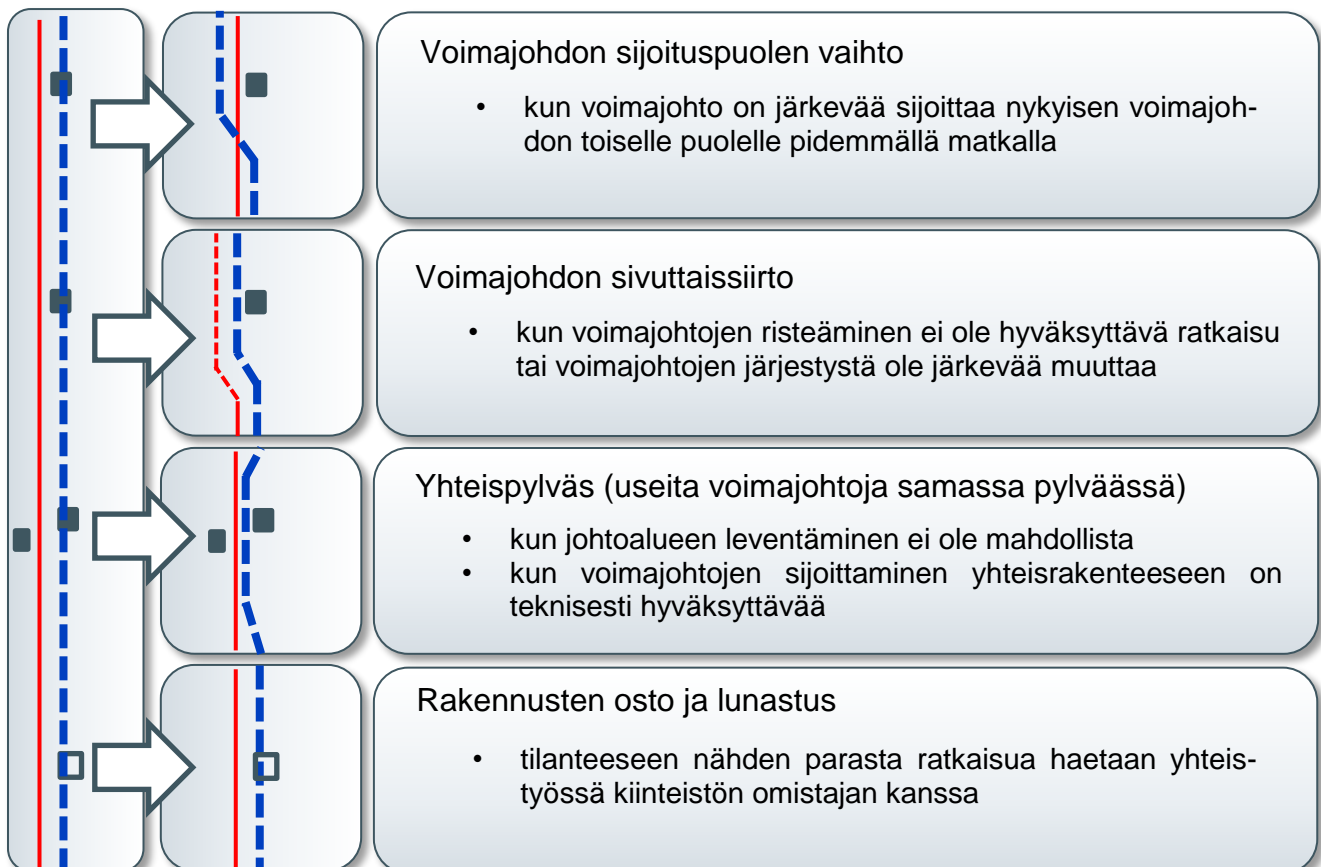 Voimajohdon sijoituspuolen vaihto
• kun voimajohto on järkevää sijoittaa nykyisen voimajoh-
don toiselle puolelle pidemmällä matkalla
Voimajohdon sivuttaissiirto
• kun voimajohtojen risteäminen ei ole hyväksyttävä ratkaisu
tai voimajohtojen järjestystä ole järkevää muuttaa
Yhteispylväs (useita voimajohtoja samassa pylväässä)
• kun johtoalueen leventäminen ei ole mahdollista
• kun voimajohtojen sijoittaminen yhteisrakenteeseen on
teknisesti hyväksyttävää
Rakennusten osto ja lunastus
• tilanteeseen nähden parasta ratkaisua haetaan yhteis-
työssä kiinteistön omistajan kanssa